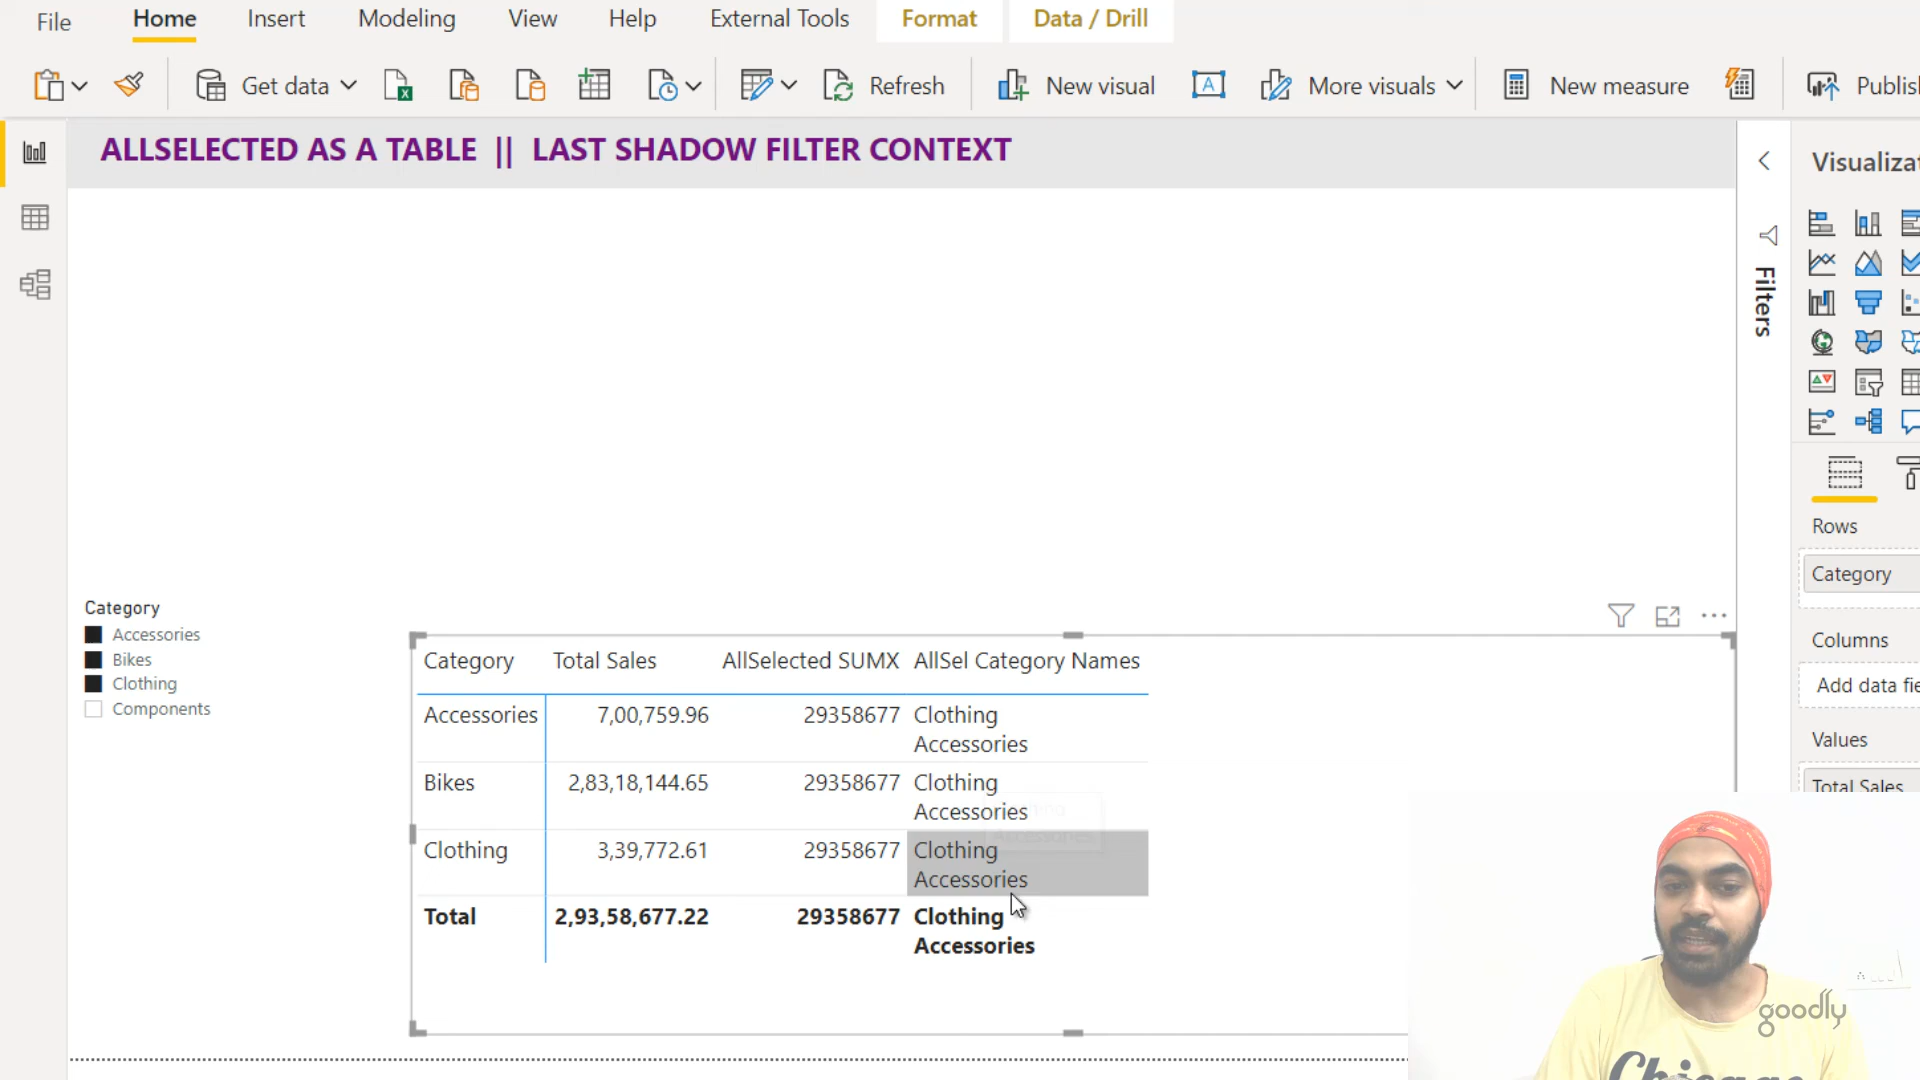 File Home Insert Modeling View Help External Tools Format Data / Drill
Get data Refresh New visual More visuals New measure Publis
ALLSELECTED AS A TABLE || LAST SHADOW FILTER CONTEXT
Visualizat
Filters
Rows
Category
Columns
Add data fie
Values
Total Sales
Category
Accessories
Bikes
Clothing
Components
Category Total Sales AllSelected SUMX AllSel Category Names
Accessories 7,00,759.96 29358677 Clothing
Accessories
Bikes 2,83,18,144.65 29358677 Clothing
Accessories
Clothing 3,39,772.61 29358677 Clothing
Accessories
Total 2,93,58,677.22 29358677 Clothing
Accessories
goodly
Chicago